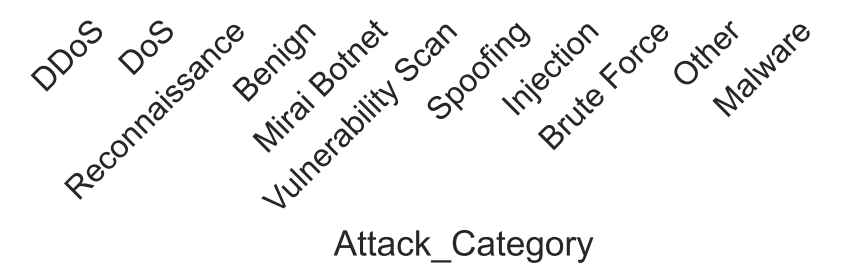 DDoS
DoS
Reconnaissance
Benign
Mirai Botnet
Vulnerability Scan
Spoofing
Injection
Brute Force
Other
Malware
Attack_Category